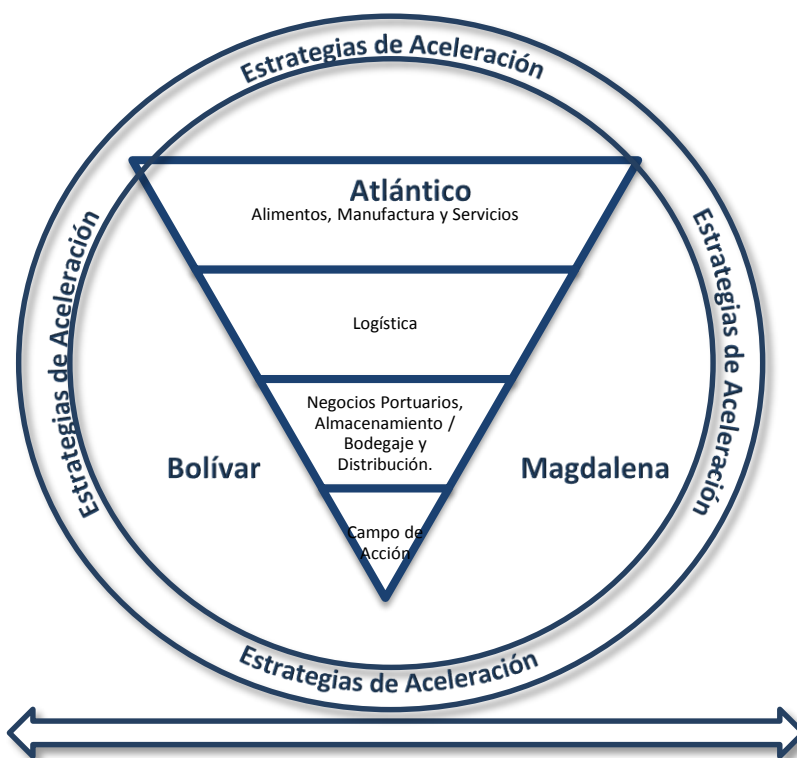 Estrategias de Aceleración
Atlántico
Alimentos, Manufactura y Servicios
Estrategias de Aceleración
Estrategias de Aceleración
Logística
Negocios Portuarios,
Almacenamiento /
Bodegaje y
Distribución.
Bolívar
Magdalena
Campo de
Acción
Estrategias de Aceleración